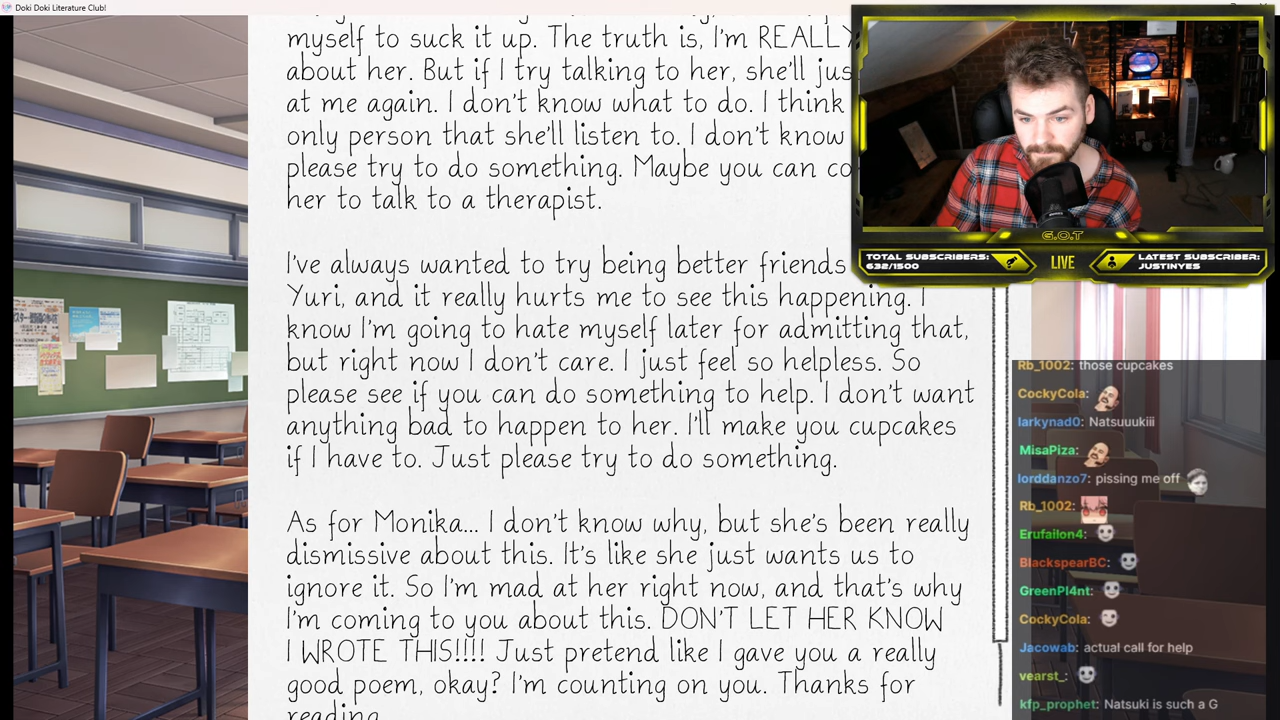 Doki Doki Literature Club!
myself to suck it up. The truth is, I'm REALLY
about her. But if I try talking to her, she'll jus
at me again. I don't know what to do. I think
only person that she'll listen to. I don't know
please try to do something. Maybe you can co
her to talk to a therapist.
I've always wanted to try being better friends
Yuri, and it really hurts me to see this happening. I
know I'm going to hate myself later for admitting that,
but right now I don't care. I just feel so helpless. So
please see if you can do something to help. I don't want
anything bad to happen to her. I'll make you cupcakes
if I have to. Just please try to do something.
As for Monika... I don't know why, but she's been really
dismissive about this. It's like she just wants us to
ignore it. So I'm mad at her right now, and that's why
I'm coming to you about this. DON'T LET HER KNOW
I WROTE THIS!!!! Just pretend like I gave you a really
good poem, okay? I'm counting on you. Thanks for
reading.
G.O.T
TOTAL SUBSCRIBERS:
632/1500
LIVE
LATEST SUBSCRIBER:
JUSTINYES
Rb_1002: those cupcakes
CockyCola:
larkynad0: Natsuuukiii
MisaPiza:
lorddanzo7: pissing me off
Rb_1002:
Erufailon4:
BlackspearBC:
GreenPl4nt:
CockyCola:
Jacowab: actual call for help
vearst_:
kfp_prophet: Natsuki is such a G